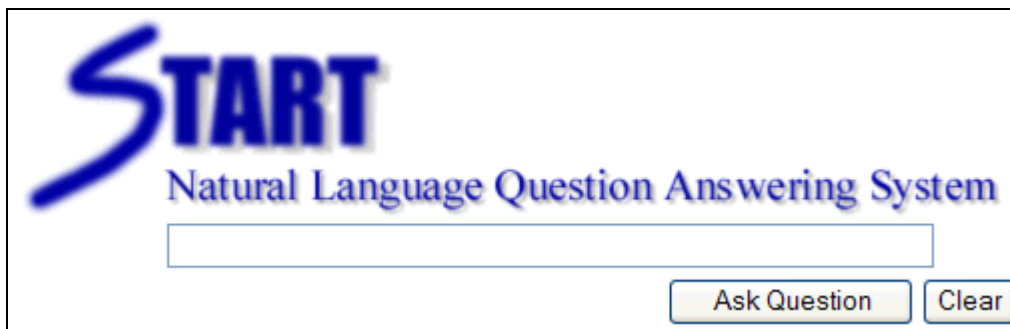 START
Natural Language Question Answering System
Ask Question Clear